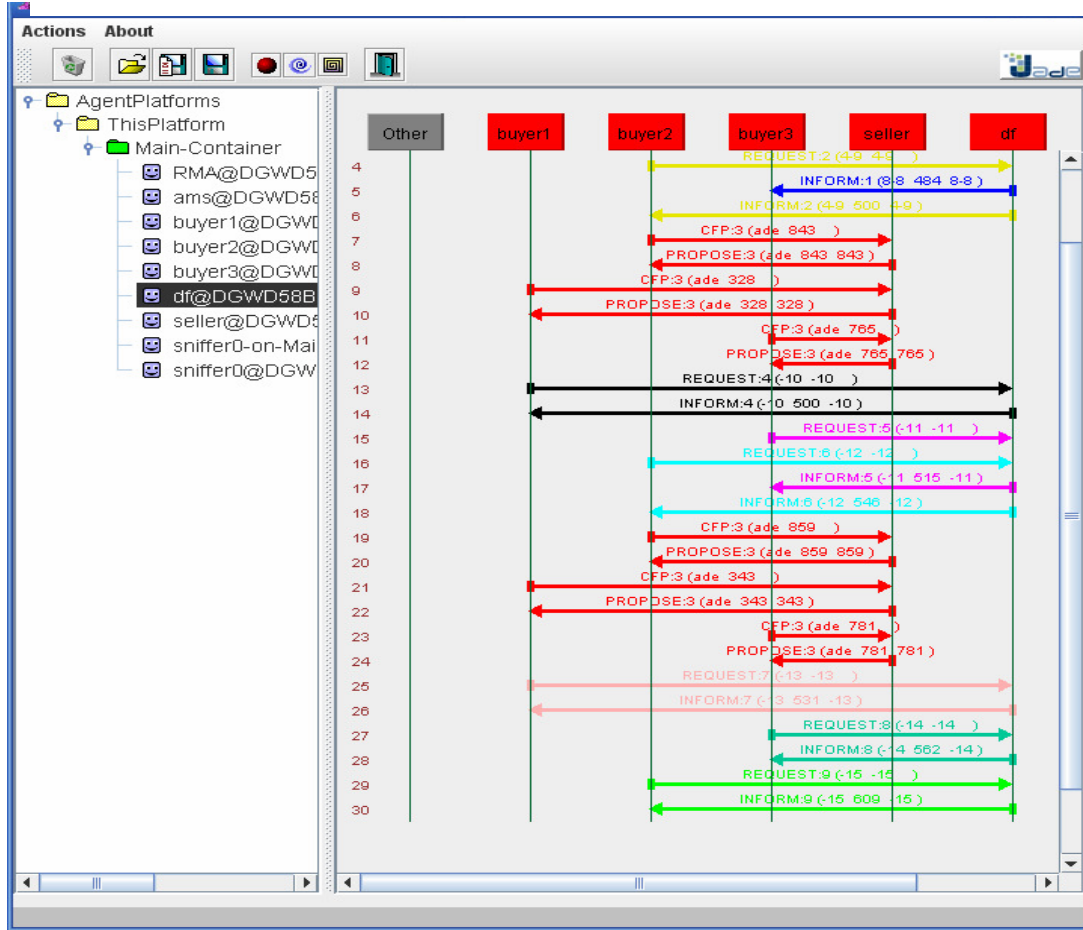 Actions About
Jade
AgentPlatforms
ThisPlatform
Main-Container
RMA@DGWD5
ams@DGWD58
buyer1@DGWD
buyer2@DGWD
buyer3@DGWD
df@DGWD58B
seller@DGWD5
sniffer0-on-Mai
sniffer0@DGW
Other buyer1 buyer2 buyer3 seller df
4 REQUEST:2 (4-9 4-9 )
5 INFORM:1 (8-8 484 8-8 )
6 INFORM:2 (4-9 500 4-9 )
7 CFP:3 (ade 843 )
8 PROPOSE:3 (ade 843 843 )
9 CFP:3 (ade 328 )
10 PROPOSE:3 (ade 328 328 )
11 CFP:3 (ade 765 )
12 PROPOSE:3 (ade 765 765 )
13 REQUEST:4 (-10 -10 )
14 INFORM:4 (-10 500 -10 )
15 REQUEST:5 (-11 -11 )
16 REQUEST:6 (-12 -12 )
17 INFORM:5 (-11 515 -11 )
18 INFORM:6 (-12 546 -12 )
19 CFP:3 (ade 859 )
20 PROPOSE:3 (ade 859 859 )
21 CFP:3 (ade 343 )
22 PROPOSE:3 (ade 343 343 )
23 CFP:3 (ade 781 )
24 PROPOSE:3 (ade 781 781 )
25 REQUEST:7 (-13 -13 )
26 INFORM:7 (-13 531 -13 )
27 REQUEST:8 (-14 -14 )
28 INFORM:8 (-14 562 -14 )
29 REQUEST:9 (-15 -15 )
30 INFORM:9 (-15 609 -15 )